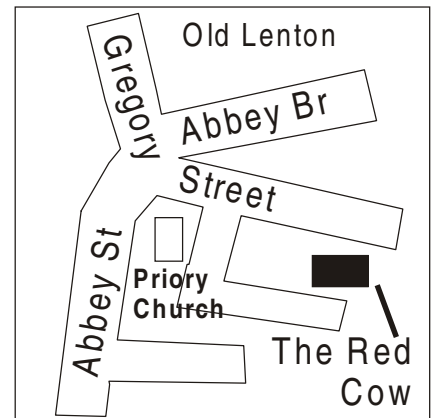 Old Lenton
Gregory
Abbey Br
Street
Abbey St
Priory
Church
The Red
Cow